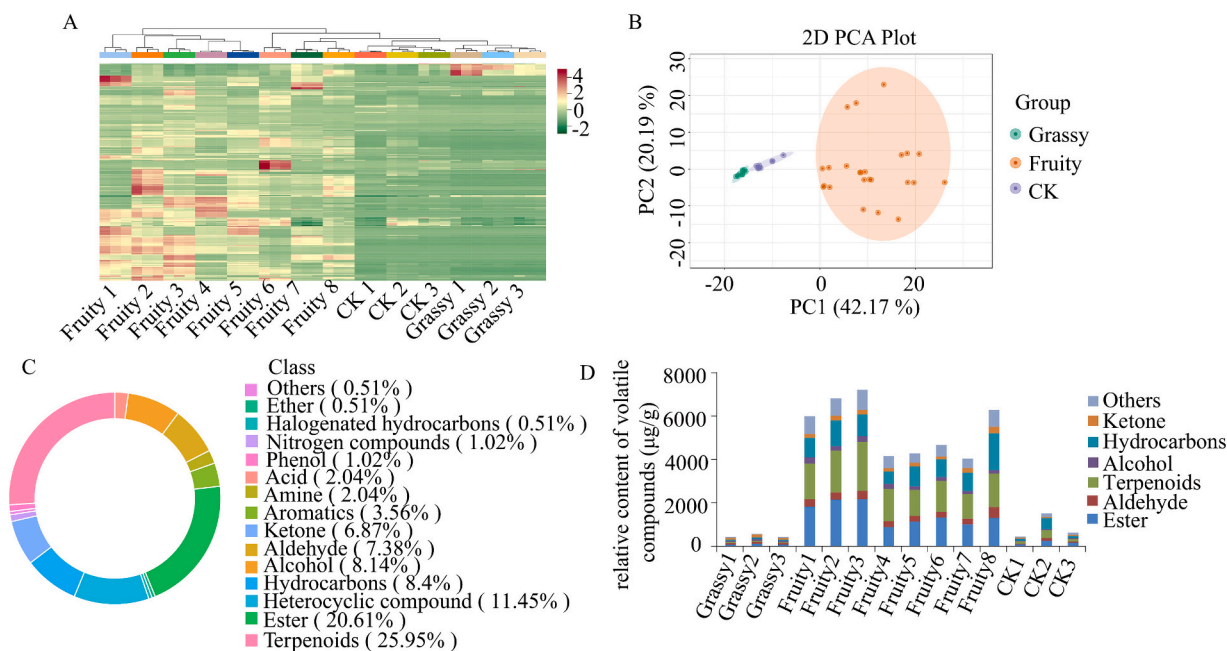 A
4
2
0
-2
Fruity 1
Fruity 2
Fruity 3
Fruity 4
Fruity 5
Fruity 6
Fruity 7
Fruity 8
CK 1
CK 2
CK 3
Grassy 1
Grassy 2
Grassy 3
B
2D PCA Plot
PC2 (20.19 %)
30
20
10
0
-10
-20
-20
0
20
PC1 (42.17 %)
Group
Grassy
Fruity
CK
C
Class
Others ( 0.51% )
Ether ( 0.51% )
Halogenated hydrocarbons ( 0.51% )
Nitrogen compounds ( 1.02% )
Phenol ( 1.02% )
Acid ( 2.04% )
Amine ( 2.04% )
Aromatics ( 3.56% )
Ketone ( 6.87% )
Aldehyde ( 7.38% )
Alcohol ( 8.14% )
Hydrocarbons ( 8.4% )
Heterocyclic compound ( 11.45% )
Ester ( 20.61% )
Terpenoids ( 25.95% )
D
relative content of volatile
compounds (μg/g)
8000
6000
4000
2000
0
Grassy1
Grassy2
Grassy3
Fruity1
Fruity2
Fruity3
Fruity4
Fruity5
Fruity6
Fruity7
Fruity8
CK1
CK2
CK3
Others
Ketone
Hydrocarbons
Alcohol
Terpenoids
Aldehyde
Ester